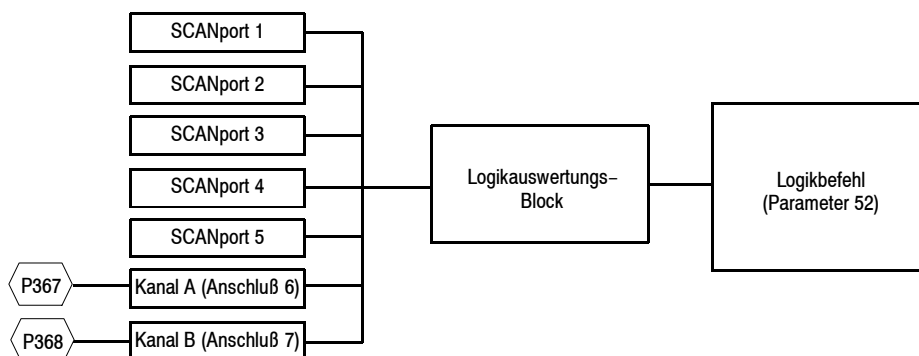 SCANport 1
SCANport 2
SCANport 3
SCANport 4
SCANport 5
P367
Kanal A (Anschluß 6)
P368
Kanal B (Anschluß 7)
Logikauswertungs–
Block
Logikbefehl
(Parameter 52)